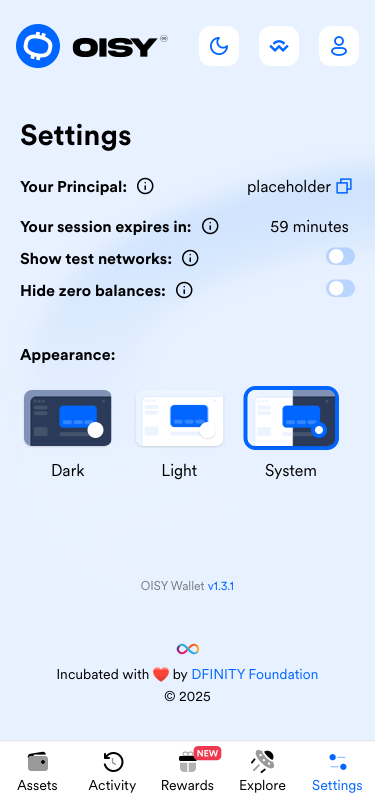 OISY
Settings
Your Principal: placeholder
Your session expires in: 59 minutes
Show test networks:
Hide zero balances:
Appearance:
Dark Light System
OISY Wallet v1.3.1
Incubated with ❤️ by DFINITY Foundation
© 2025
NEW
Assets Activity Rewards Explore Settings